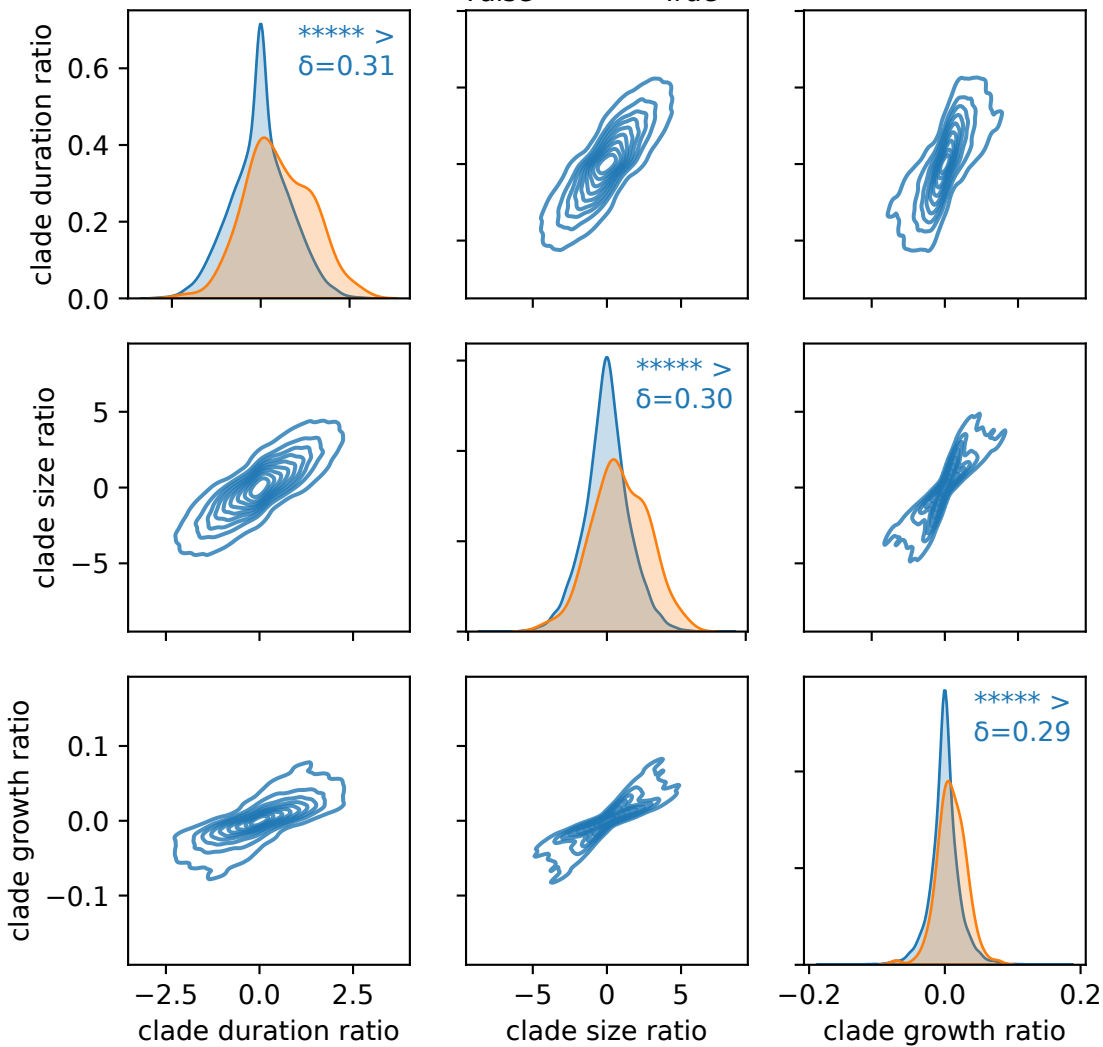 ***** >
δ=0.31
clade duration ratio
0.6
0.4
0.2
0.0
***** >
δ=0.30
clade size ratio
5
0
−5
***** >
δ=0.29
clade growth ratio
0.1
0.0
−0.1
−2.5 0.0 2.5 −5 0 5 −0.2 0.0 0.2
clade duration ratio clade size ratio clade growth ratio